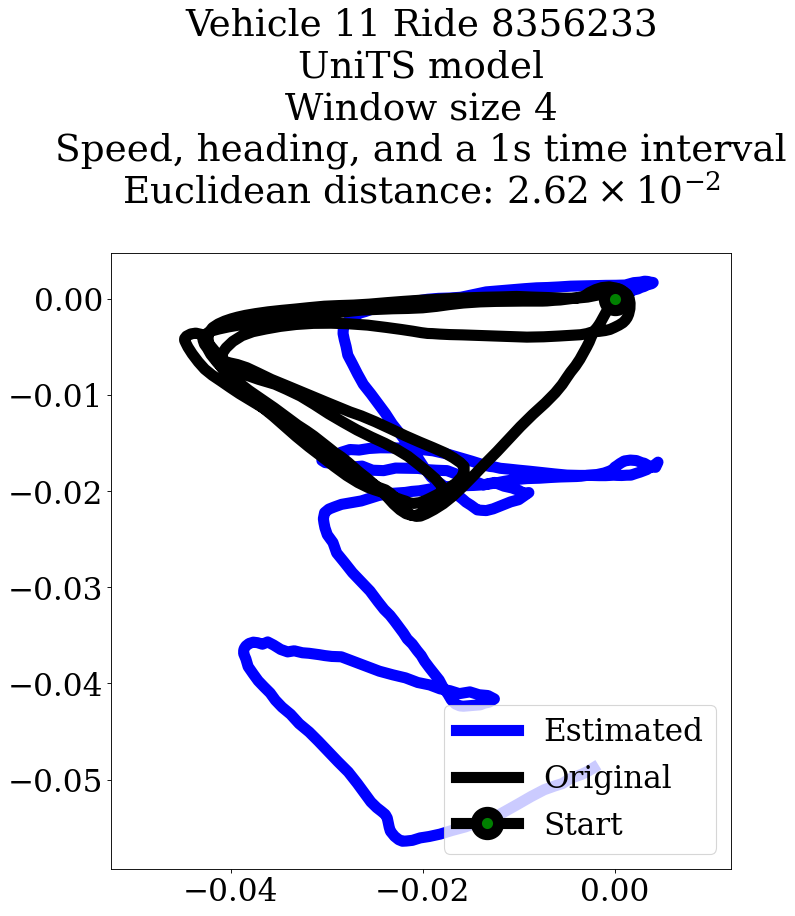 Vehicle 11 Ride 8356233
UniTS model
Window size 4
Speed, heading, and a 1s time interval
Euclidean distance: 2.62 × 10⁻²
0.00
−0.01
−0.02
−0.03
−0.04
−0.05
Estimated
Original
Start
−0.04 −0.02 0.00